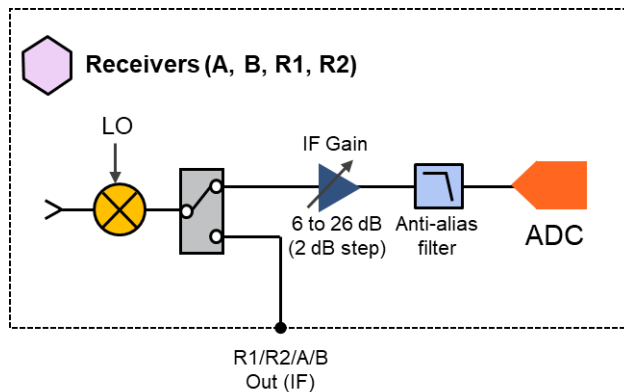 Receivers (A, B, R1, R2)
LO
IF Gain
6 to 26 dB
(2 dB step)
Anti-alias
filter
ADC
R1/R2/A/B
Out (IF)